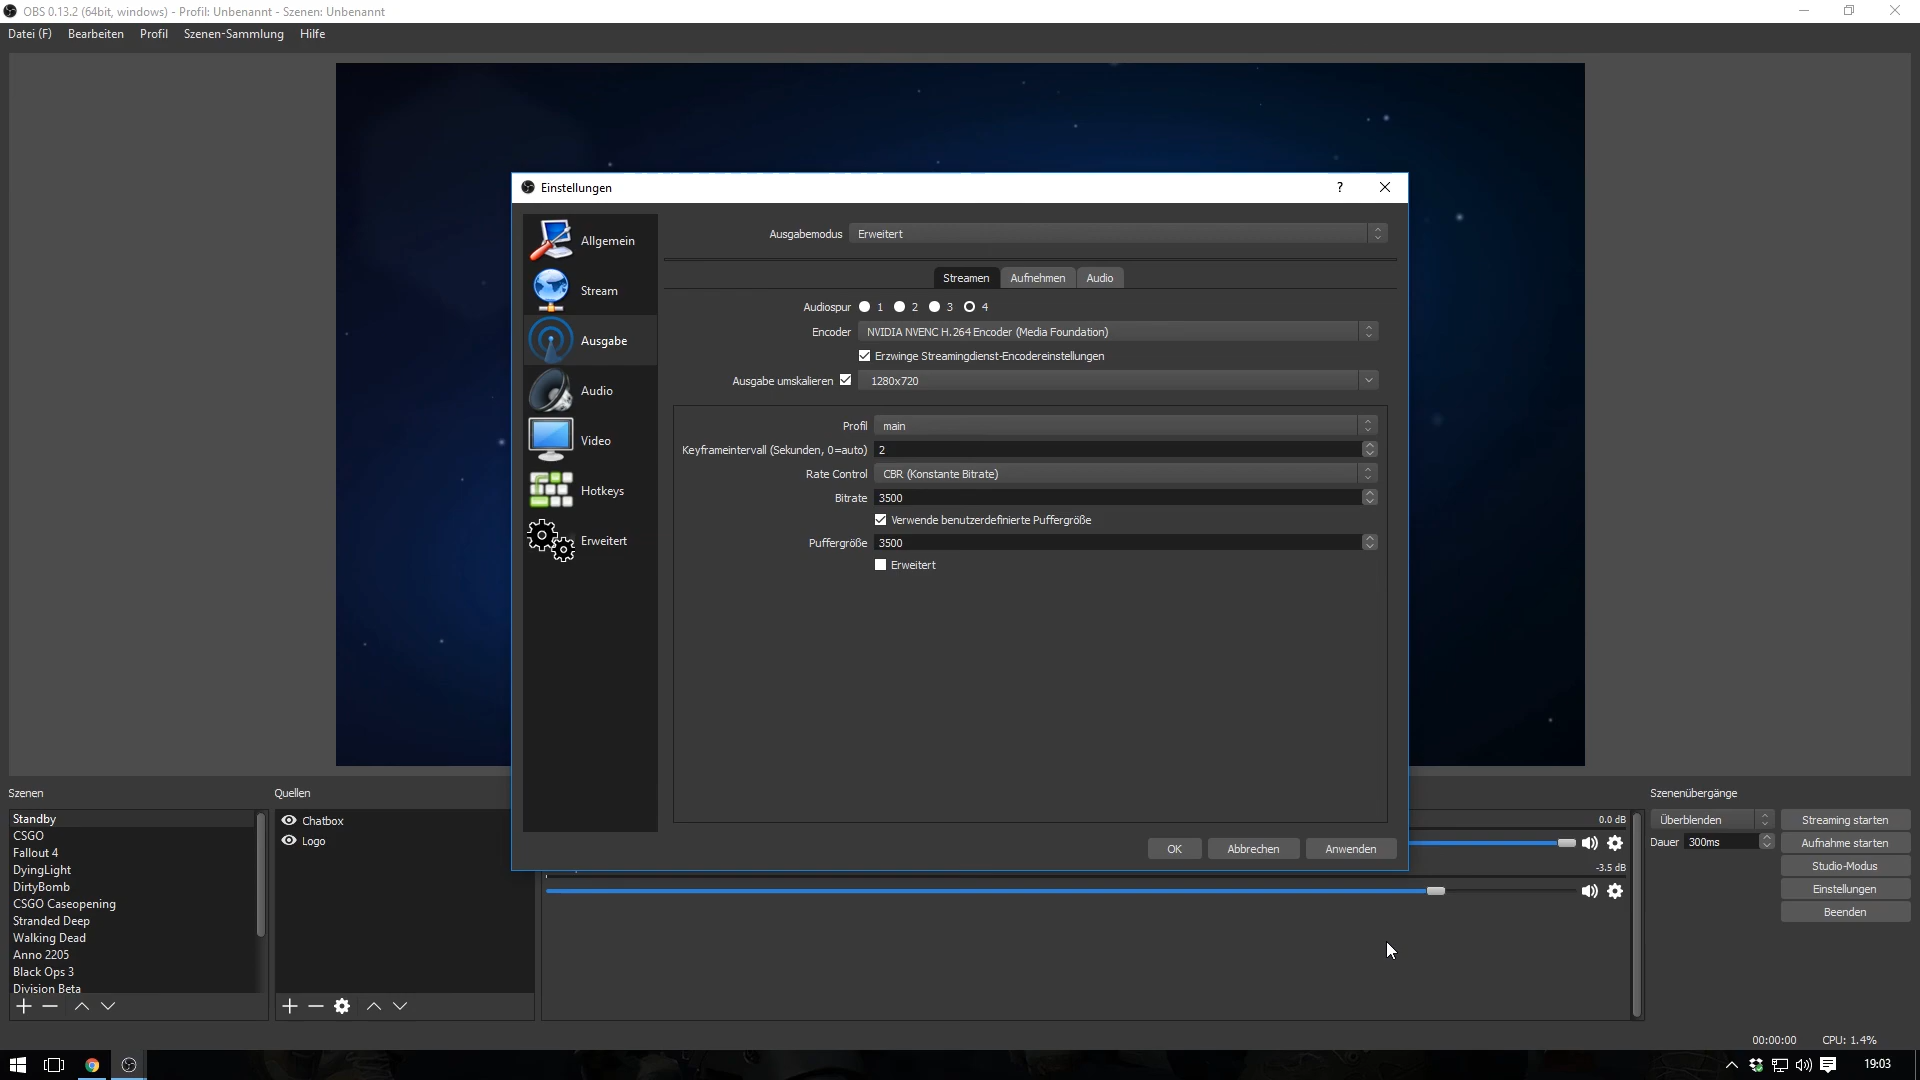 OBS 0.13.2 (64bit, windows) - Profil: Unbenannt - Szenen: Unbenannt
Datei (F) Bearbeiten Profil Szenen-Sammlung Hilfe
Einstellungen ?
Allgemein
Stream
Ausgabe
Audio
Video
Hotkeys
Erweitert
Ausgabemodus Erweitert
Streamen Aufnehmen Audio
Audiospur 1 2 3 4
Encoder NVIDIA NVENC H.264 Encoder (Media Foundation)
Erzwinge Streamingdienst-Encodereinstellungen
Ausgabe umskalieren 1280x720
Profil main
Keyframeintervall (Sekunden, 0=auto) 2
Rate Control CBR (Konstante Bitrate)
Bitrate 3500
Verwende benutzerdefinierte Puffergröße
Puffergröße 3500
Erweitert
OK Abbrechen Anwenden
Szenen
Standby
CSGO
Fallout 4
DyingLight
DirtyBomb
CSGO Caseopening
Stranded Deep
Walking Dead
Anno 2205
Black Ops 3
Division Beta
Quellen
Chatbox
Logo
0.0 dB
-3.5 dB
Szenenübergänge
Überblenden
Dauer 300ms
Streaming starten
Aufnahme starten
Studio-Modus
Einstellungen
Beenden
00:00:00 CPU: 1.4%
19:03